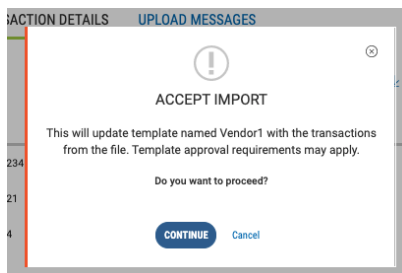 SACTION DETAILS UPLOAD MESSAGES
ACCEPT IMPORT
This will update template named Vendor1 with the transactions
from the file. Template approval requirements may apply.
234
Do you want to proceed?
21
4
CONTINUE Cancel